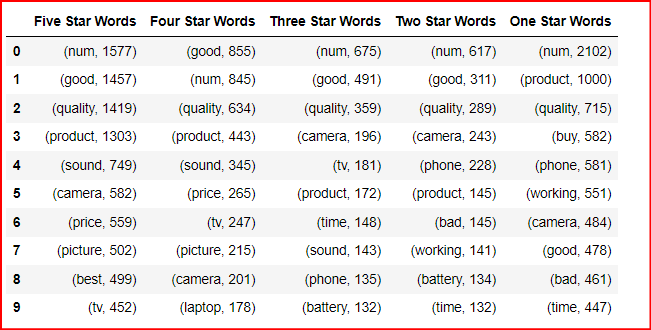 Five Star Words Four Star Words Three Star Words Two Star Words One Star Words
0 (num, 1577) (good, 855) (num, 675) (num, 617) (num, 2102)
1 (good, 1457) (num, 845) (good, 491) (good, 311) (product, 1000)
2 (quality, 1419) (quality, 634) (quality, 359) (quality, 289) (quality, 715)
3 (product, 1303) (product, 443) (camera, 196) (camera, 243) (buy, 582)
4 (sound, 749) (sound, 345) (tv, 181) (phone, 228) (phone, 581)
5 (camera, 582) (price, 265) (product, 172) (product, 145) (working, 551)
6 (price, 559) (tv, 247) (time, 148) (bad, 145) (camera, 484)
7 (picture, 502) (picture, 215) (sound, 143) (working, 141) (good, 478)
8 (best, 499) (camera, 201) (phone, 135) (battery, 134) (bad, 461)
9 (tv, 452) (laptop, 178) (battery, 132) (time, 132) (time, 447)